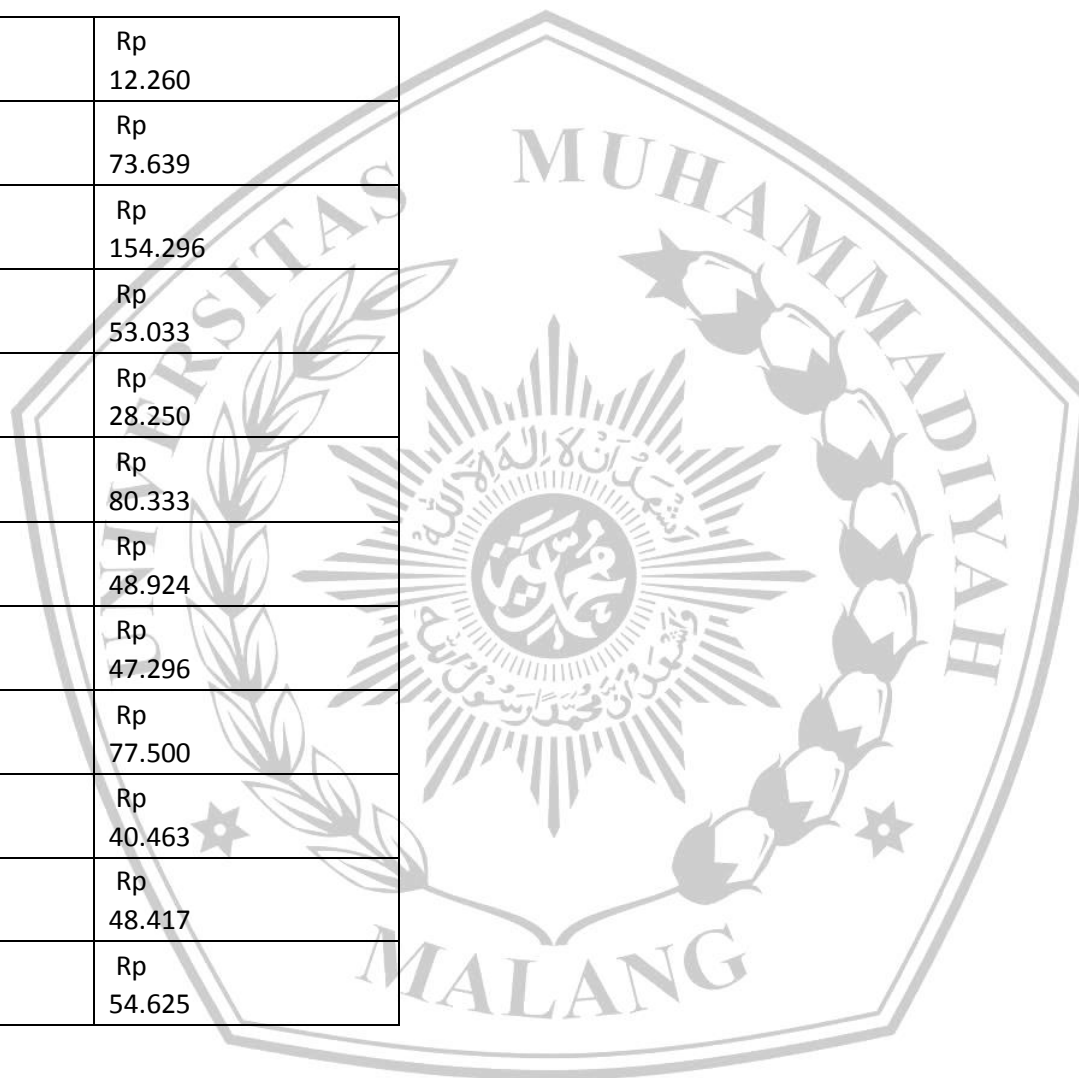 Rp
12.260
Rp
73.639
Rp
154.296
Rp
53.033
Rp
28.250
Rp
80.333
Rp
48.924
Rp
47.296
Rp
77.500
Rp
40.463
Rp
48.417
Rp
54.625
UNIVERSITAS MUHAMMADIYAH
MALANG